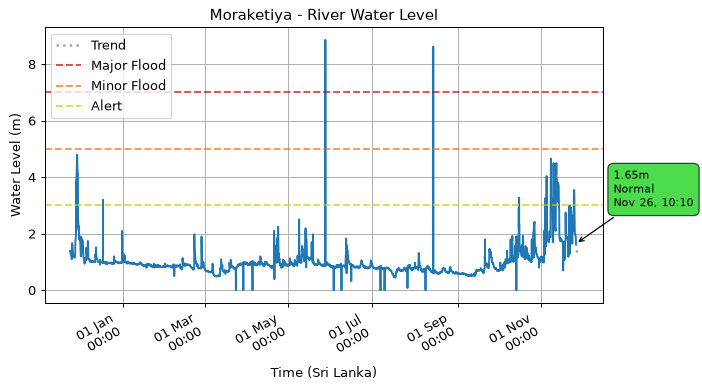 Moraketiya - River Water Level
Trend
Major Flood
Minor Flood
Alert
Water Level (m)
8
6
4
2
0
1.65m
Normal
Nov 26, 10:10
01 Jan
00:00
01 Mar
00:00
01 May
00:00
01 Jul
00:00
01 Sep
00:00
01 Nov
00:00
Time (Sri Lanka)